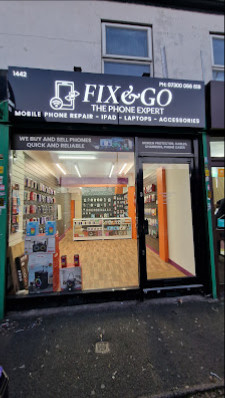 1442
FIX&GO
THE PHONE EXPERT
MOBILE PHONE REPAIR - IPAD - LAPTOPS - ACCESSORIES
WE BUY AND SELL PHONES
QUICK AND RELIABLE